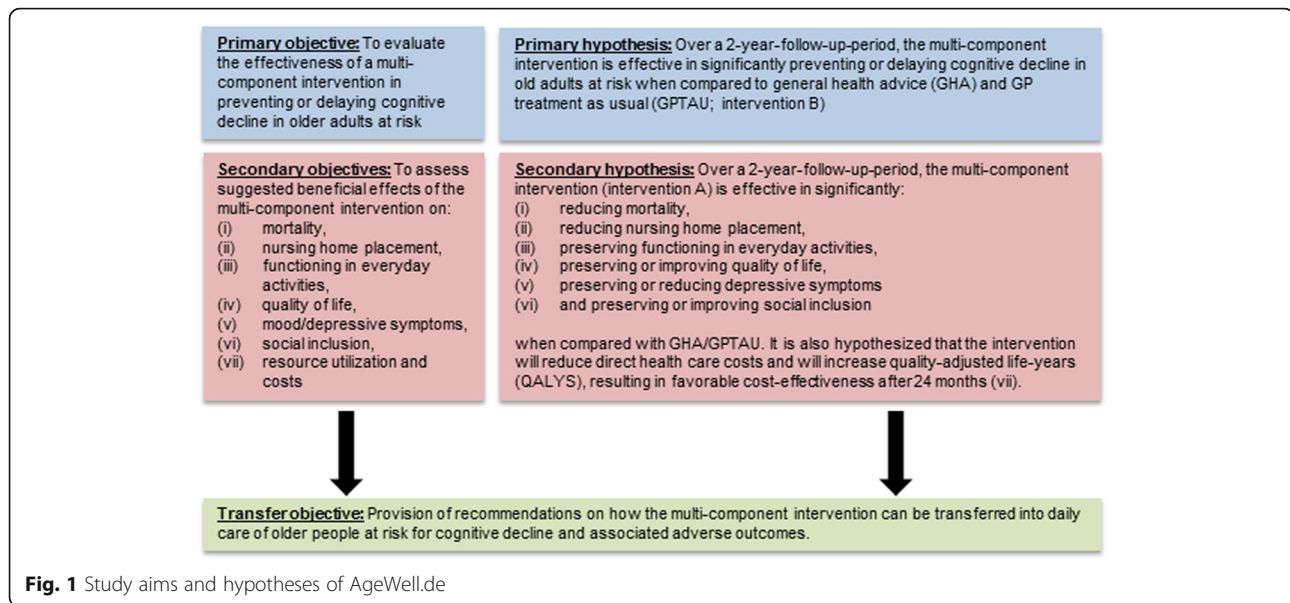 Primary objective: To evaluate
the effectiveness of a multi-
component intervention in
preventing or delaying cognitive
decline in older adults at risk
Primary hypothesis: Over a 2-year-follow-up-period, the multi-component
intervention is effective in significantly preventing or delaying cognitive decline in
old adults at risk when compared to general health advice (GHA) and GP
treatment as usual (GPTAU; intervention B)
Secondary objectives: To assess
suggested beneficial effects of the
multi-component intervention on:
(i) mortality,
(ii) nursing home placement,
(iii) functioning in everyday
activities,
(iv) quality of life,
(v) mood/depressive symptoms,
(vi) social inclusion,
(vii) resource utilization and
costs
Secondary hypothesis: Over a 2-year-follow-up-period, the multi-component
intervention (intervention A) is effective in significantly:
(i) reducing mortality,
(ii) reducing nursing home placement,
(iii) preserving functioning in everyday activities,
(iv) preserving or improving quality of life,
(v) preserving or reducing depressive symptoms
(vi) and preserving or improving social inclusion
when compared with GHA/GPTAU. It is also hypothesized that the intervention
will reduce direct health care costs and will increase quality-adjusted life-years
(QALYS), resulting in favorable cost-effectiveness after 24 months (vii).
Transfer objective: Provision of recommendations on how the multi-component intervention can be transferred into daily
care of older people at risk for cognitive decline and associated adverse outcomes.
Fig. 1 Study aims and hypotheses of AgeWell.de